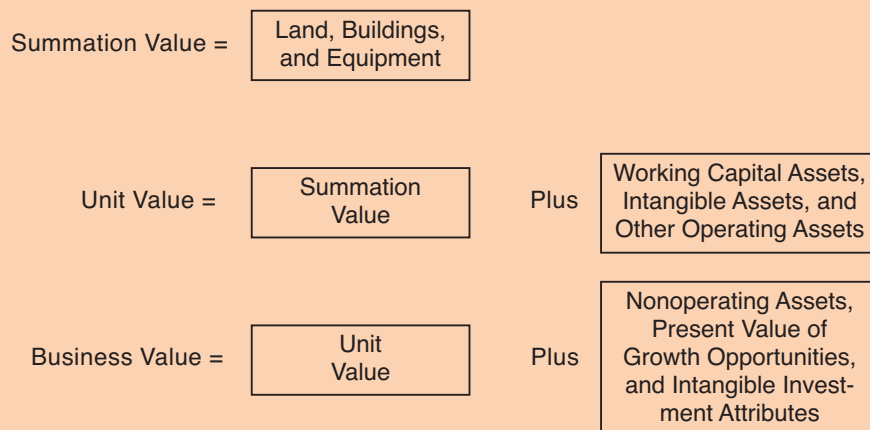 Summation Value =
Land, Buildings,
and Equipment
Unit Value =
Summation
Value
Plus
Working Capital Assets,
Intangible Assets, and
Other Operating Assets
Business Value =
Unit
Value
Plus
Nonoperating Assets,
Present Value of
Growth Opportunities,
and Intangible Invest-
ment Attributes